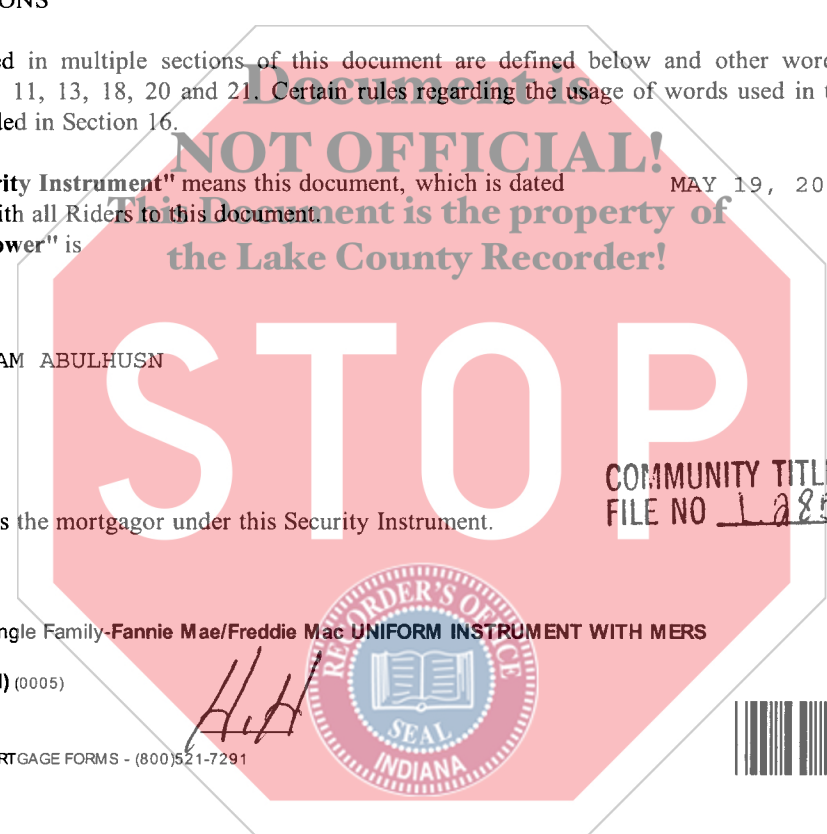 ONS
ed in multiple sections of this document are defined below and other word
11, 13, 18, 20 and 21. Certain rules regarding the usage of words used in t
ded in Section 16.
Document is
NOT OFFICIAL!
This Document is the property of
the Lake County Recorder!
rity Instrument" means this document, which is dated MAY 19, 20
ith all Riders to this document.
ower" is
AM ABULHUSN
STOP
COMMUNITY TITL
FILE NO L 285
s the mortgagor under this Security Instrument.
ngle Family-Fannie Mae/Freddie Mac UNIFORM INSTRUMENT WITH MERS
(0005)
H.H
RECORDER'S OFFICE
SEAL
INDIANA
RTGAGE FORMS - (800)521-7291